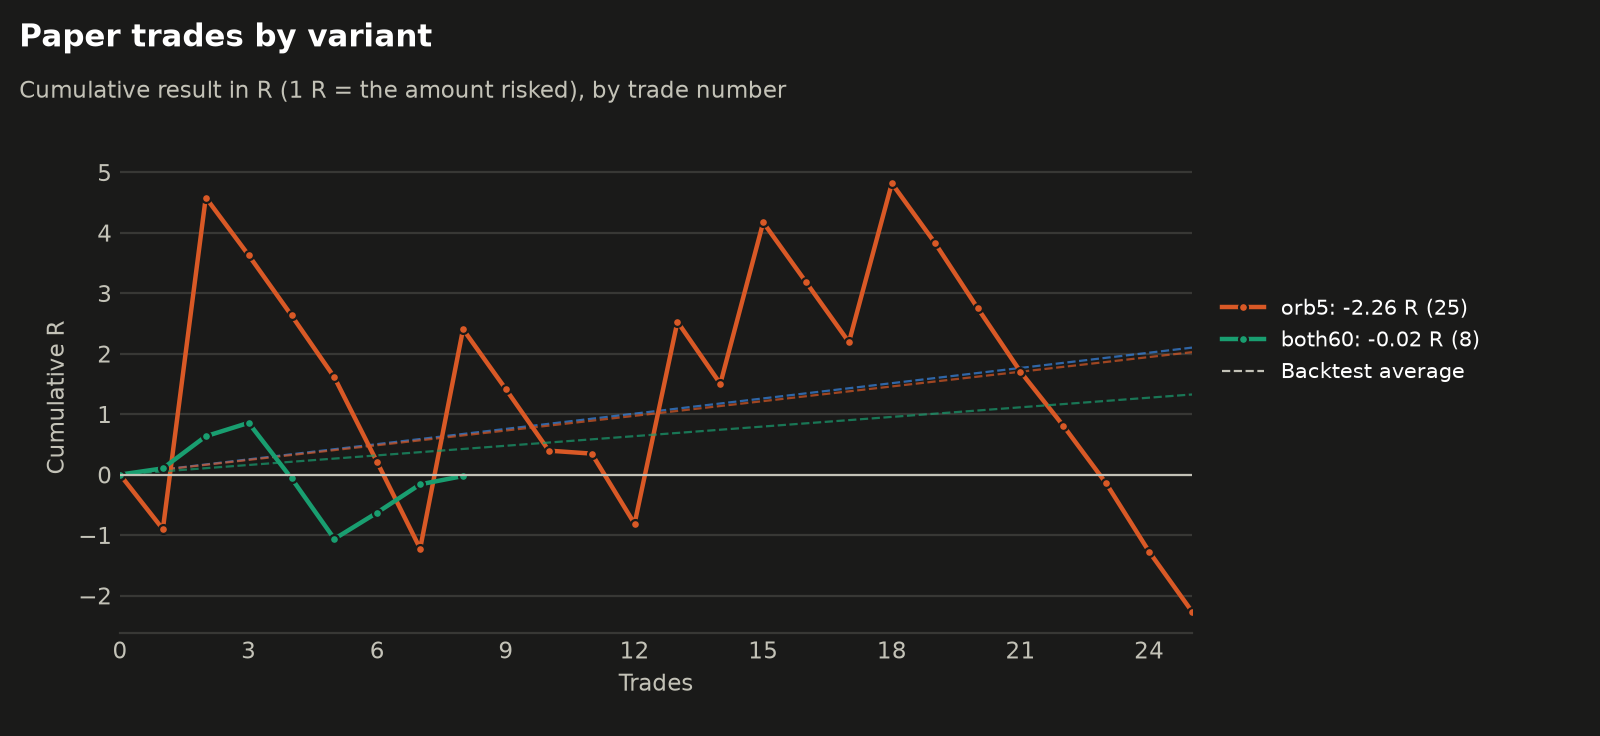 Paper trades by variant
Cumulative result in R (1 R = the amount risked), by trade number
5
4
3
2
1
0
−1
−2
Cumulative R
0 3 6 9 12 15 18 21 24
Trades
orb5: -2.26 R (25)
both60: -0.02 R (8)
Backtest average